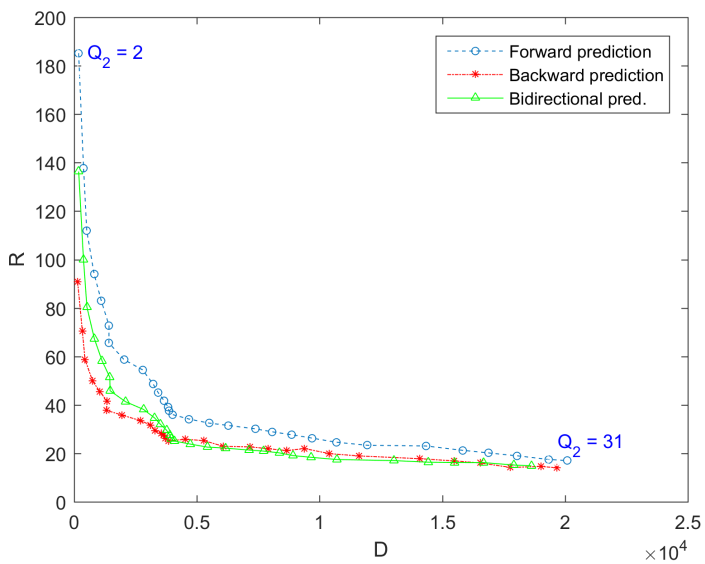 200
180
160
140
120
100
80
60
40
20
0
R
Q2 = 2
Forward prediction
Backward prediction
Bidirectional pred.
Q2 = 31
0 0.5 1 1.5 2 2.5
D
×10^4